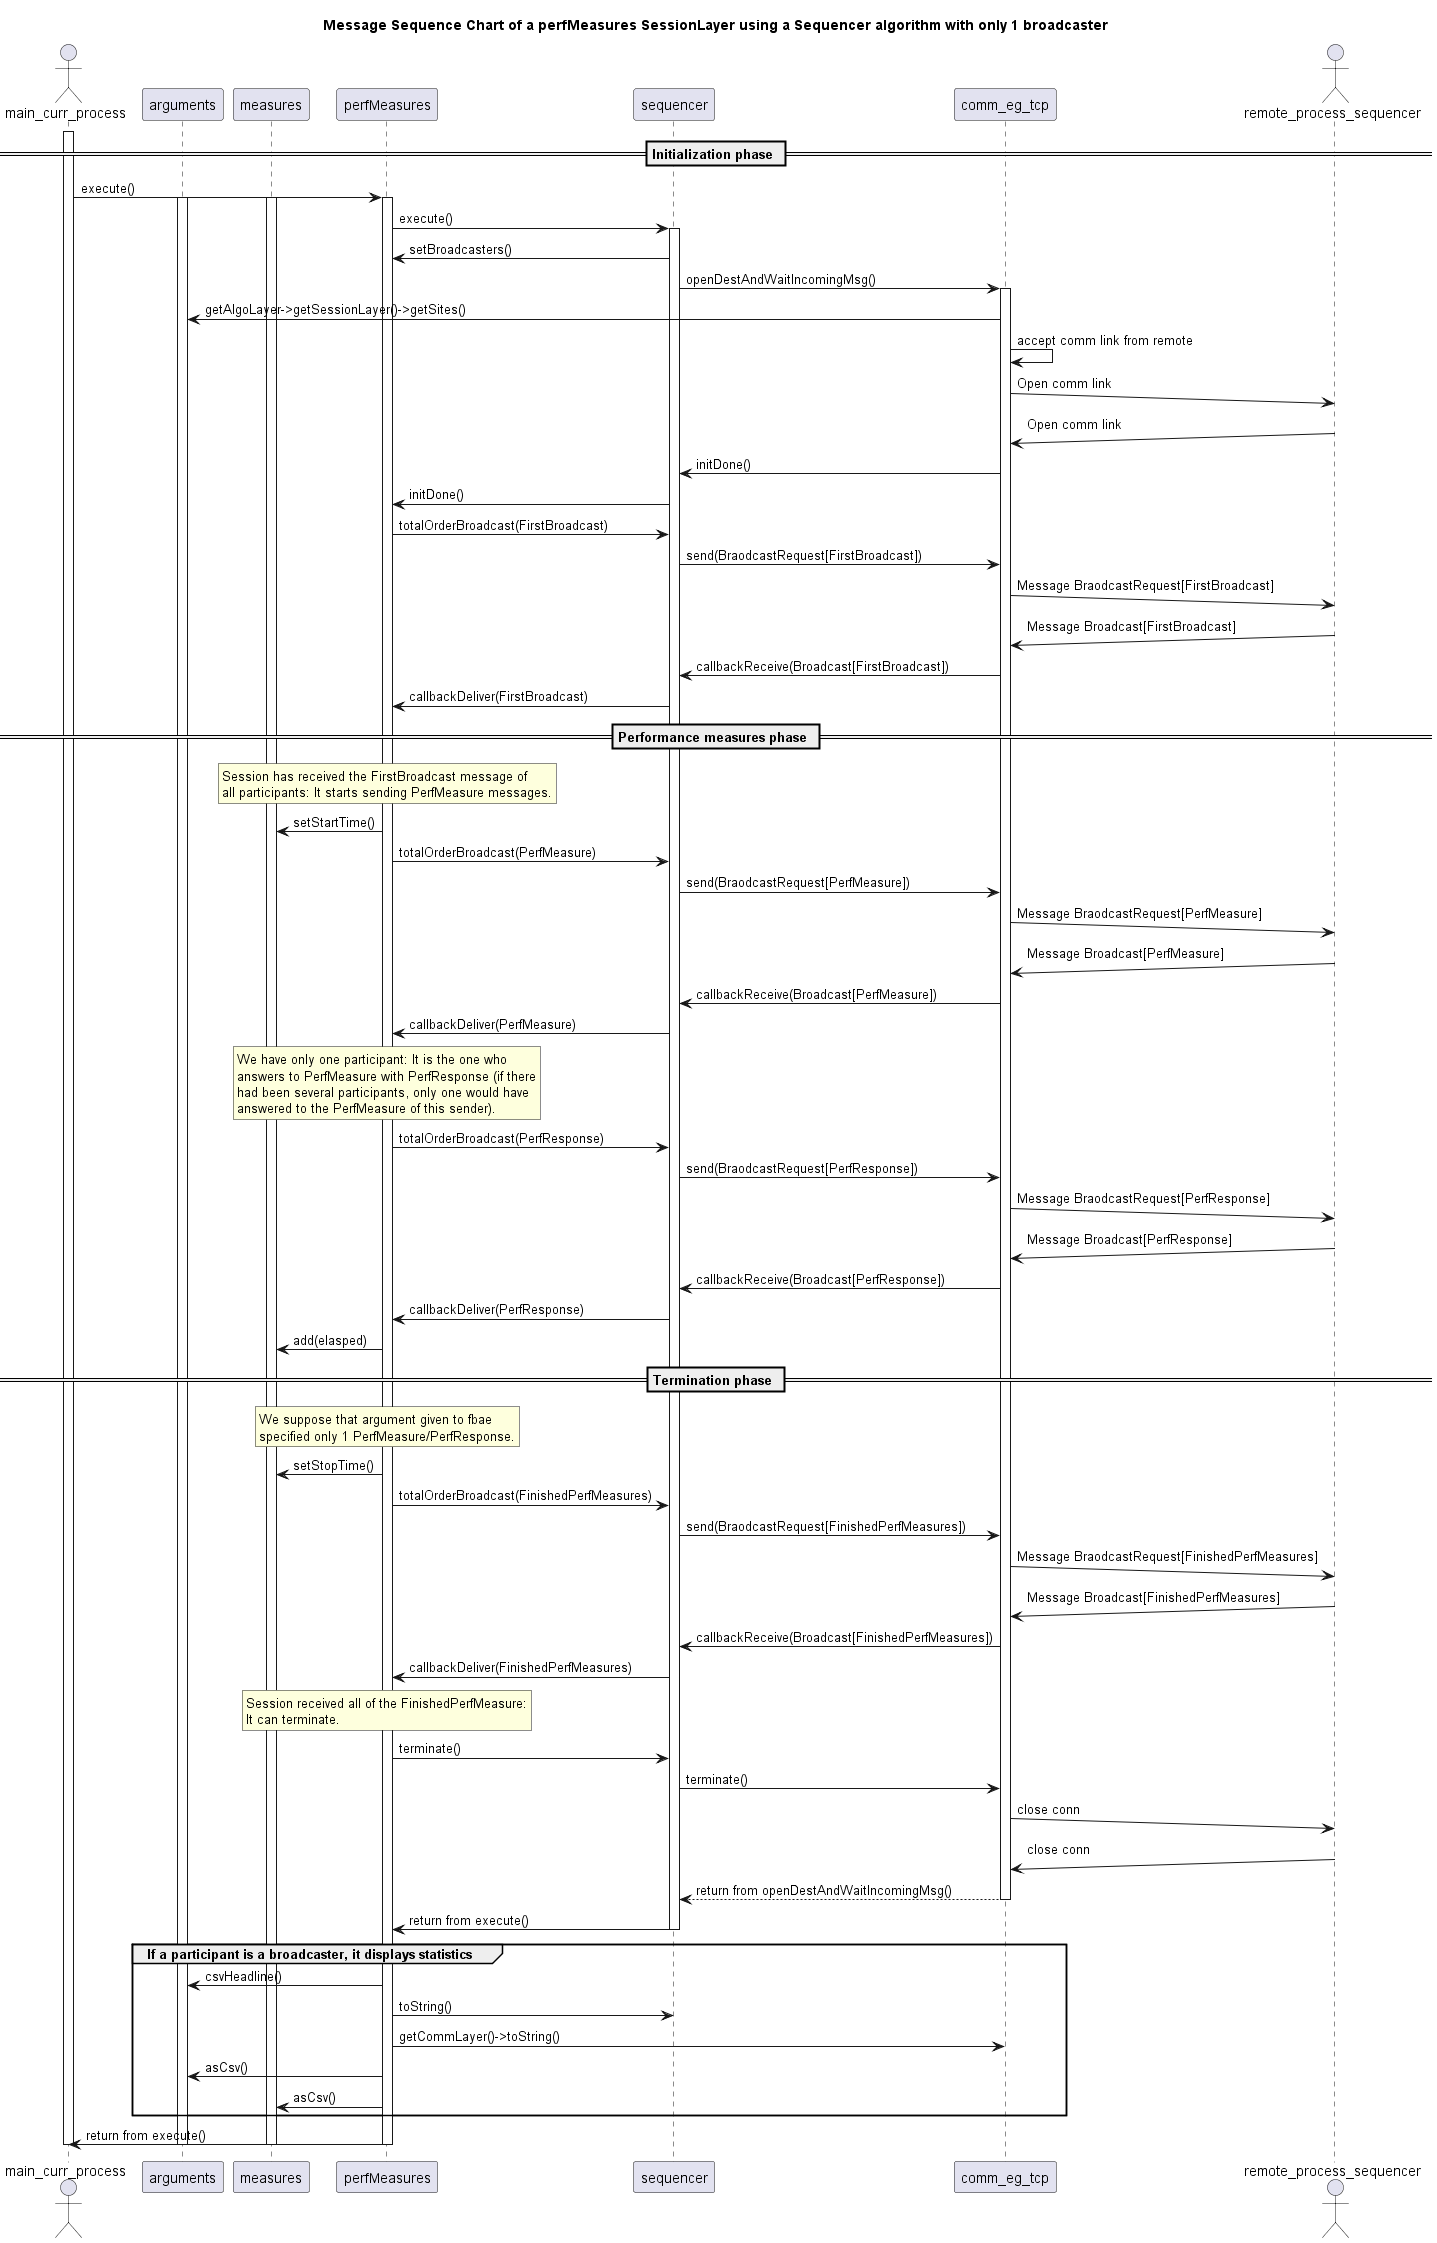 Message Sequence Chart of a perfMeasures SessionLayer using a Sequencer algorithm with only 1 broadcaster
main_curr_process
arguments
measures
perfMeasures
sequencer
comm_eg_tcp
remote_process_sequencer
Initialization phase
execute()
execute()
setBroadcasters()
openDestAndWaitIncomingMsg()
getAlgoLayer->getSessionLayer()->getSites()
accept comm link from remote
Open comm link
Open comm link
initDone()
initDone()
totalOrderBroadcast(FirstBroadcast)
send(BraodcastRequest[FirstBroadcast])
Message BraodcastRequest[FirstBroadcast]
Message Broadcast[FirstBroadcast]
callbackReceive(Broadcast[FirstBroadcast])
callbackDeliver(FirstBroadcast)
Performance measures phase
Session has received the FirstBroadcast message of
all participants: It starts sending PerfMeasure messages.
setStartTime()
totalOrderBroadcast(PerfMeasure)
send(BraodcastRequest[PerfMeasure])
Message BraodcastRequest[PerfMeasure]
Message Broadcast[PerfMeasure]
callbackReceive(Broadcast[PerfMeasure])
callbackDeliver(PerfMeasure)
We have only one participant: It is the one who
answers to PerfMeasure with PerfResponse (if there
had been several participants, only one would have
answered to the PerfMeasure of this sender).
totalOrderBroadcast(PerfResponse)
send(BraodcastRequest[PerfResponse])
Message BraodcastRequest[PerfResponse]
Message Broadcast[PerfResponse]
callbackReceive(Broadcast[PerfResponse])
callbackDeliver(PerfResponse)
add(elasped)
Termination phase
We suppose that argument given to fbae
specified only 1 PerfMeasure/PerfResponse.
setStopTime()
totalOrderBroadcast(FinishedPerfMeasures)
send(BraodcastRequest[FinishedPerfMeasures])
Message BraodcastRequest[FinishedPerfMeasures]
Message Broadcast[FinishedPerfMeasures]
callbackReceive(Broadcast[FinishedPerfMeasures])
callbackDeliver(FinishedPerfMeasures)
Session received all of the FinishedPerfMeasure:
It can terminate.
terminate()
terminate()
close conn
close conn
return from openDestAndWaitIncomingMsg()
return from execute()
If a participant is a broadcaster, it displays statistics
csvHeadline()
toString()
getCommLayer()->toString()
asCsv()
asCsv()
return from execute()
main_curr_process
arguments
measures
perfMeasures
sequencer
comm_eg_tcp
remote_process_sequencer